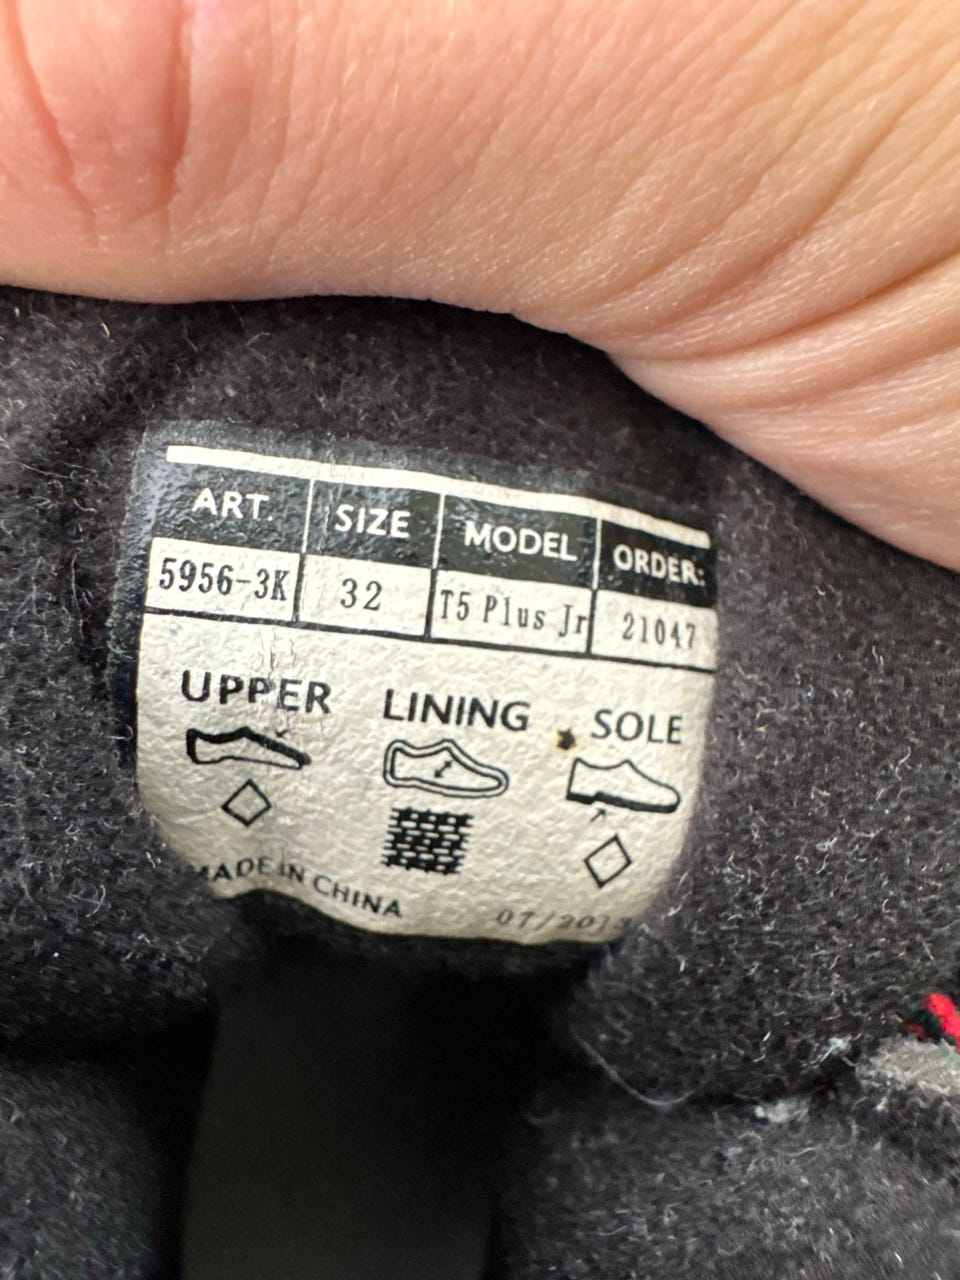 ART. SIZE MODEL ORDER:
5956-3K 32 T5 Plus Jr 21047
UPPER LINING SOLE
MADE IN CHINA